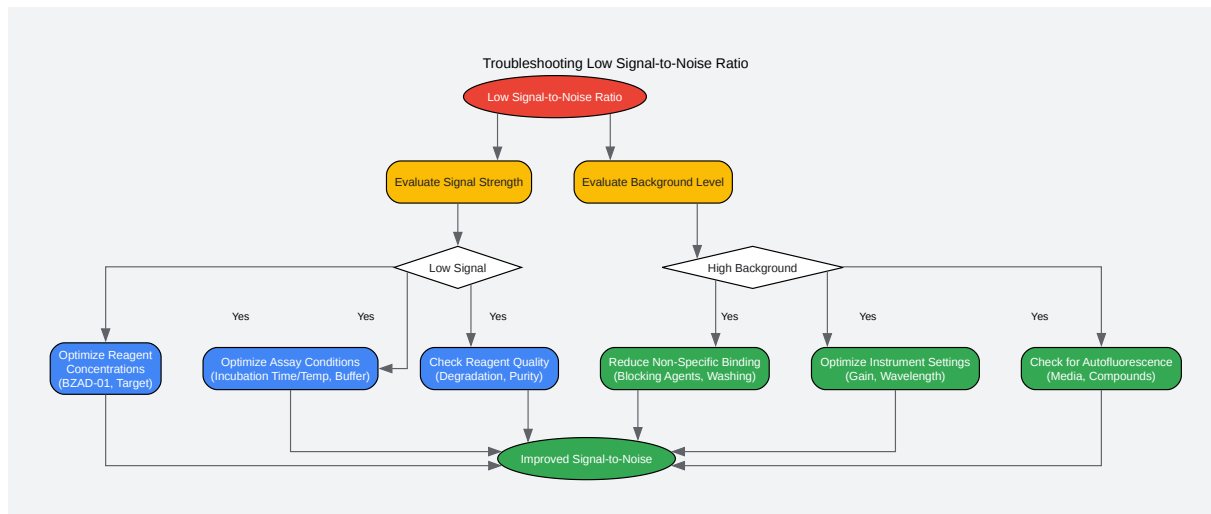 Troubleshooting Low Signal-to-Noise Ratio
Low Signal-to-Noise Ratio
Evaluate Signal Strength
Evaluate Background Level
Low Signal
High Background
Yes
Yes
Yes
Yes
Yes
Yes
Optimize Reagent
Concentrations
(BZAD-01, Target)
Optimize Assay Conditions
(Incubation Time/Temp, Buffer)
Check Reagent Quality
(Degradation, Purity)
Reduce Non-Specific Binding
(Blocking Agents, Washing)
Optimize Instrument Settings
(Gain, Wavelength)
Check for Autofluorescence
(Media, Compounds)
Improved Signal-to-Noise